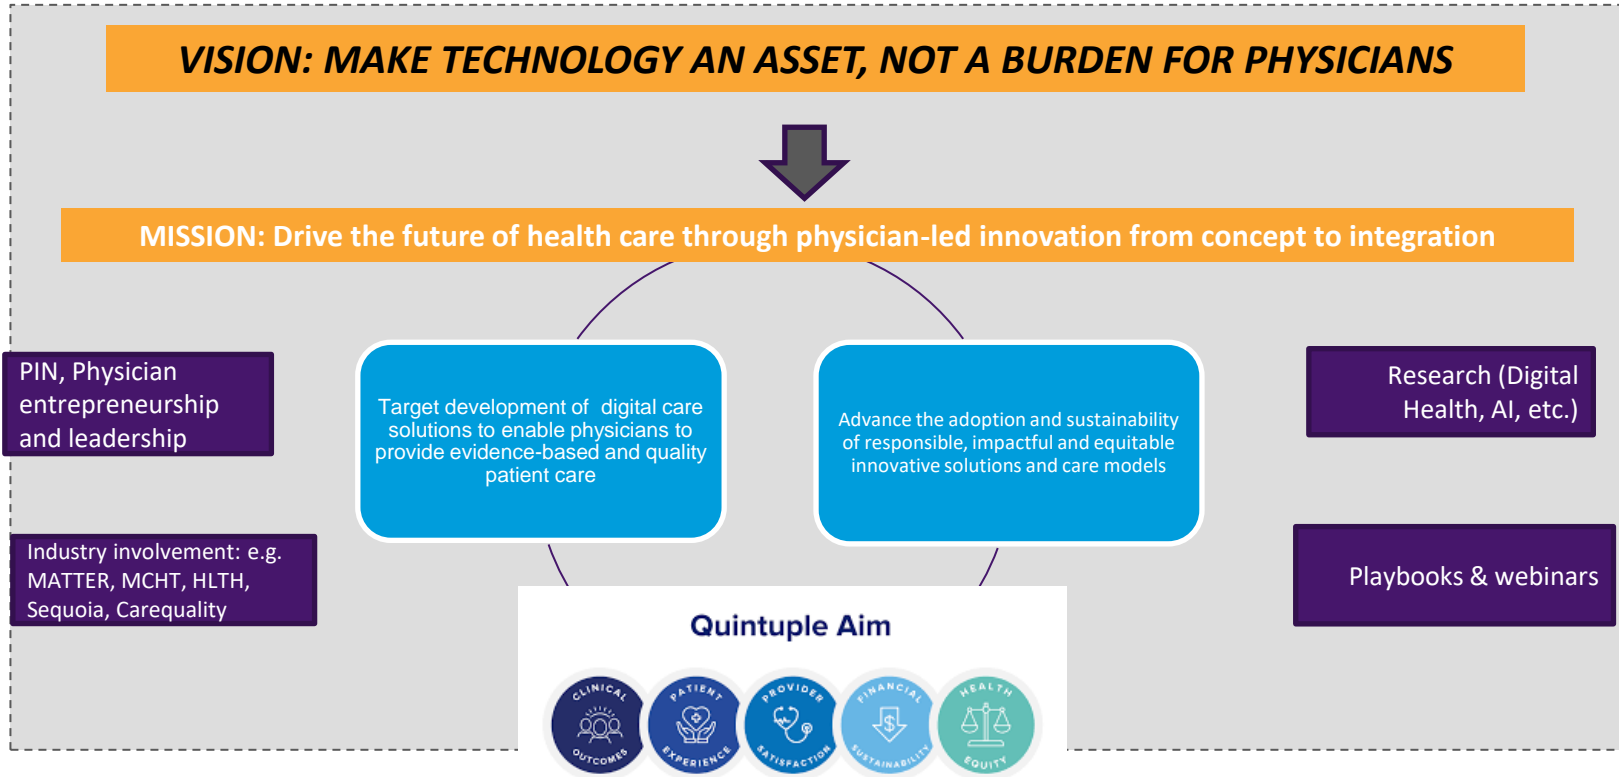 VISION: MAKE TECHNOLOGY AN ASSET, NOT A BURDEN FOR PHYSICIANS
MISSION: Drive the future of health care through physician-led innovation from concept to integration
PIN, Physician
entrepreneurship
and leadership
Target development of digital care
solutions to enable physicians to
provide evidence-based and quality
patient care
Advance the adoption and sustainability
of responsible, impactful and equitable
innovative solutions and care models
Research (Digital
Health, AI, etc.)
Industry involvement: e.g.
MATTER, MCHT, HLTH,
Sequoia, Carequality
Playbooks & webinars
Quintuple Aim
CLINICAL
OUTCOMES
PATIENT
EXPERIENCE
PROVIDER
SATISFACTION
FINANCIAL
$
SUSTAINABILITY
HEALTH
EQUITY